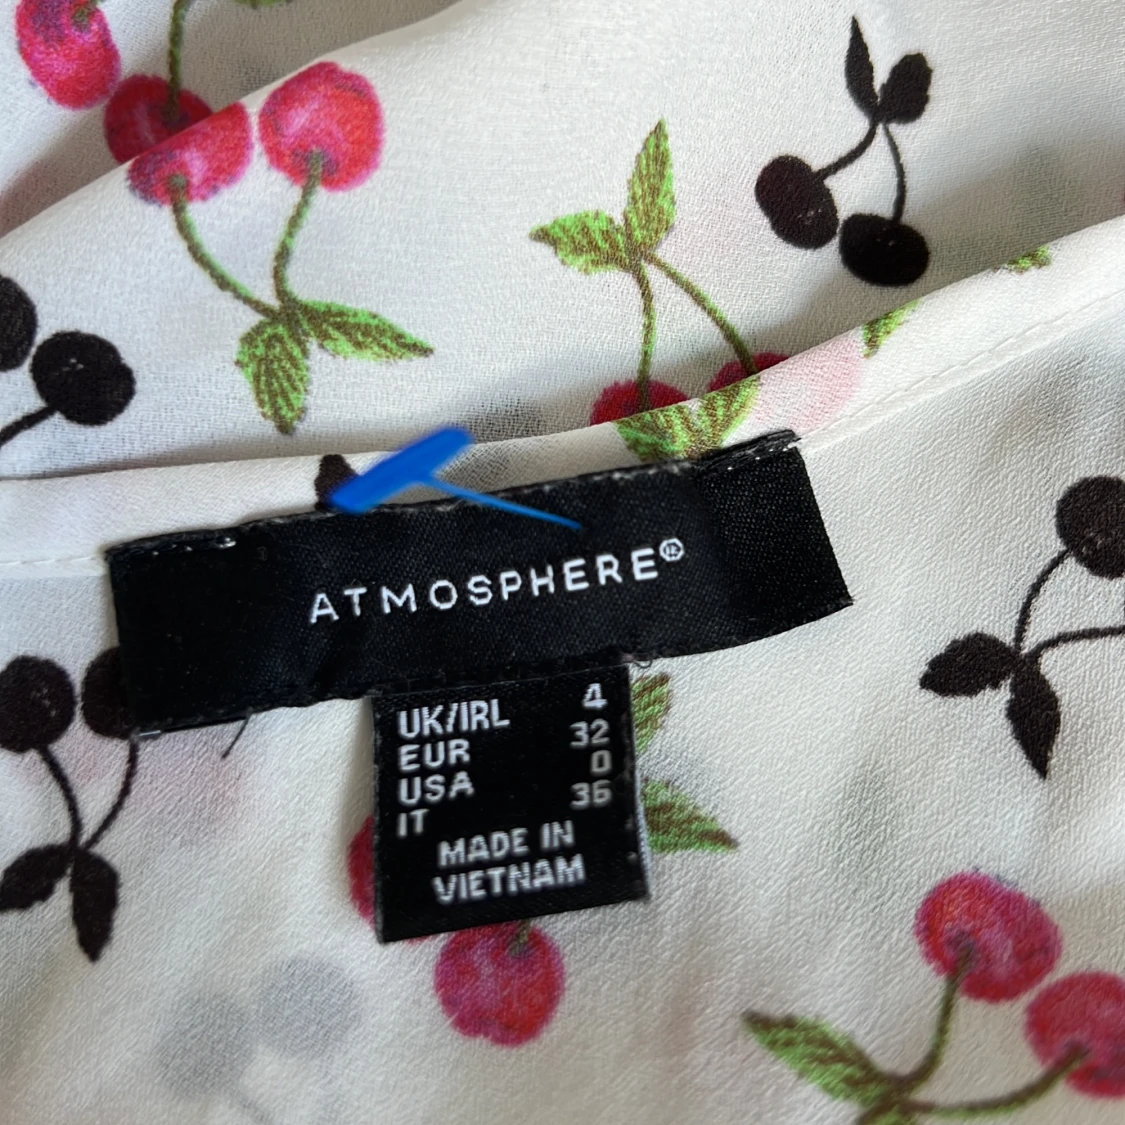 ATMOSPHERE®
UK/IRL 4
EUR 32
USA 0
IT 36
MADE IN
VIETNAM